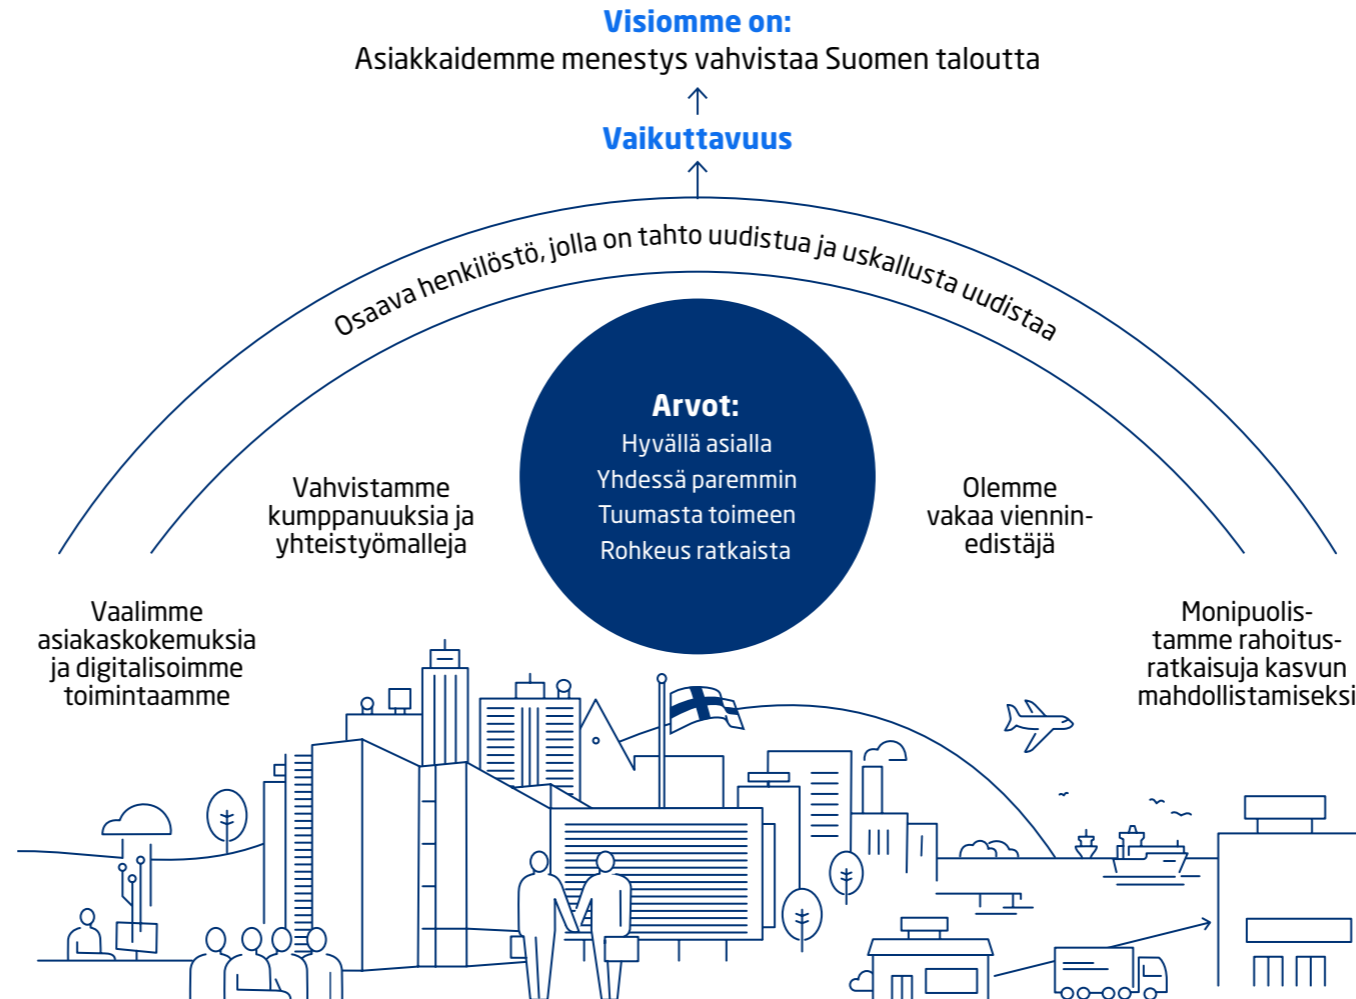 Visiomme on:
Asiakkaidemme menestys vahvistaa Suomen taloutta
Vaikuttavuus
Osaava henkilöstö, jolla on tahto uudistua ja uskallusta uudistaa
Arvot:
Hyvällä asialla
Yhdessä paremmin
Tuumasta toimeen
Rohkeus ratkaista
Vahvistamme
kumppanuuksia ja
yhteistyömalleja
Olemme
vakaa viennin-
edistäjä
Vaalimme
asiakaskokemuksia
ja digitalisoimme
toimintaamme
Monipuolis-
tamme rahoitus-
ratkaisuja kasvun
mahdollistamiseksi